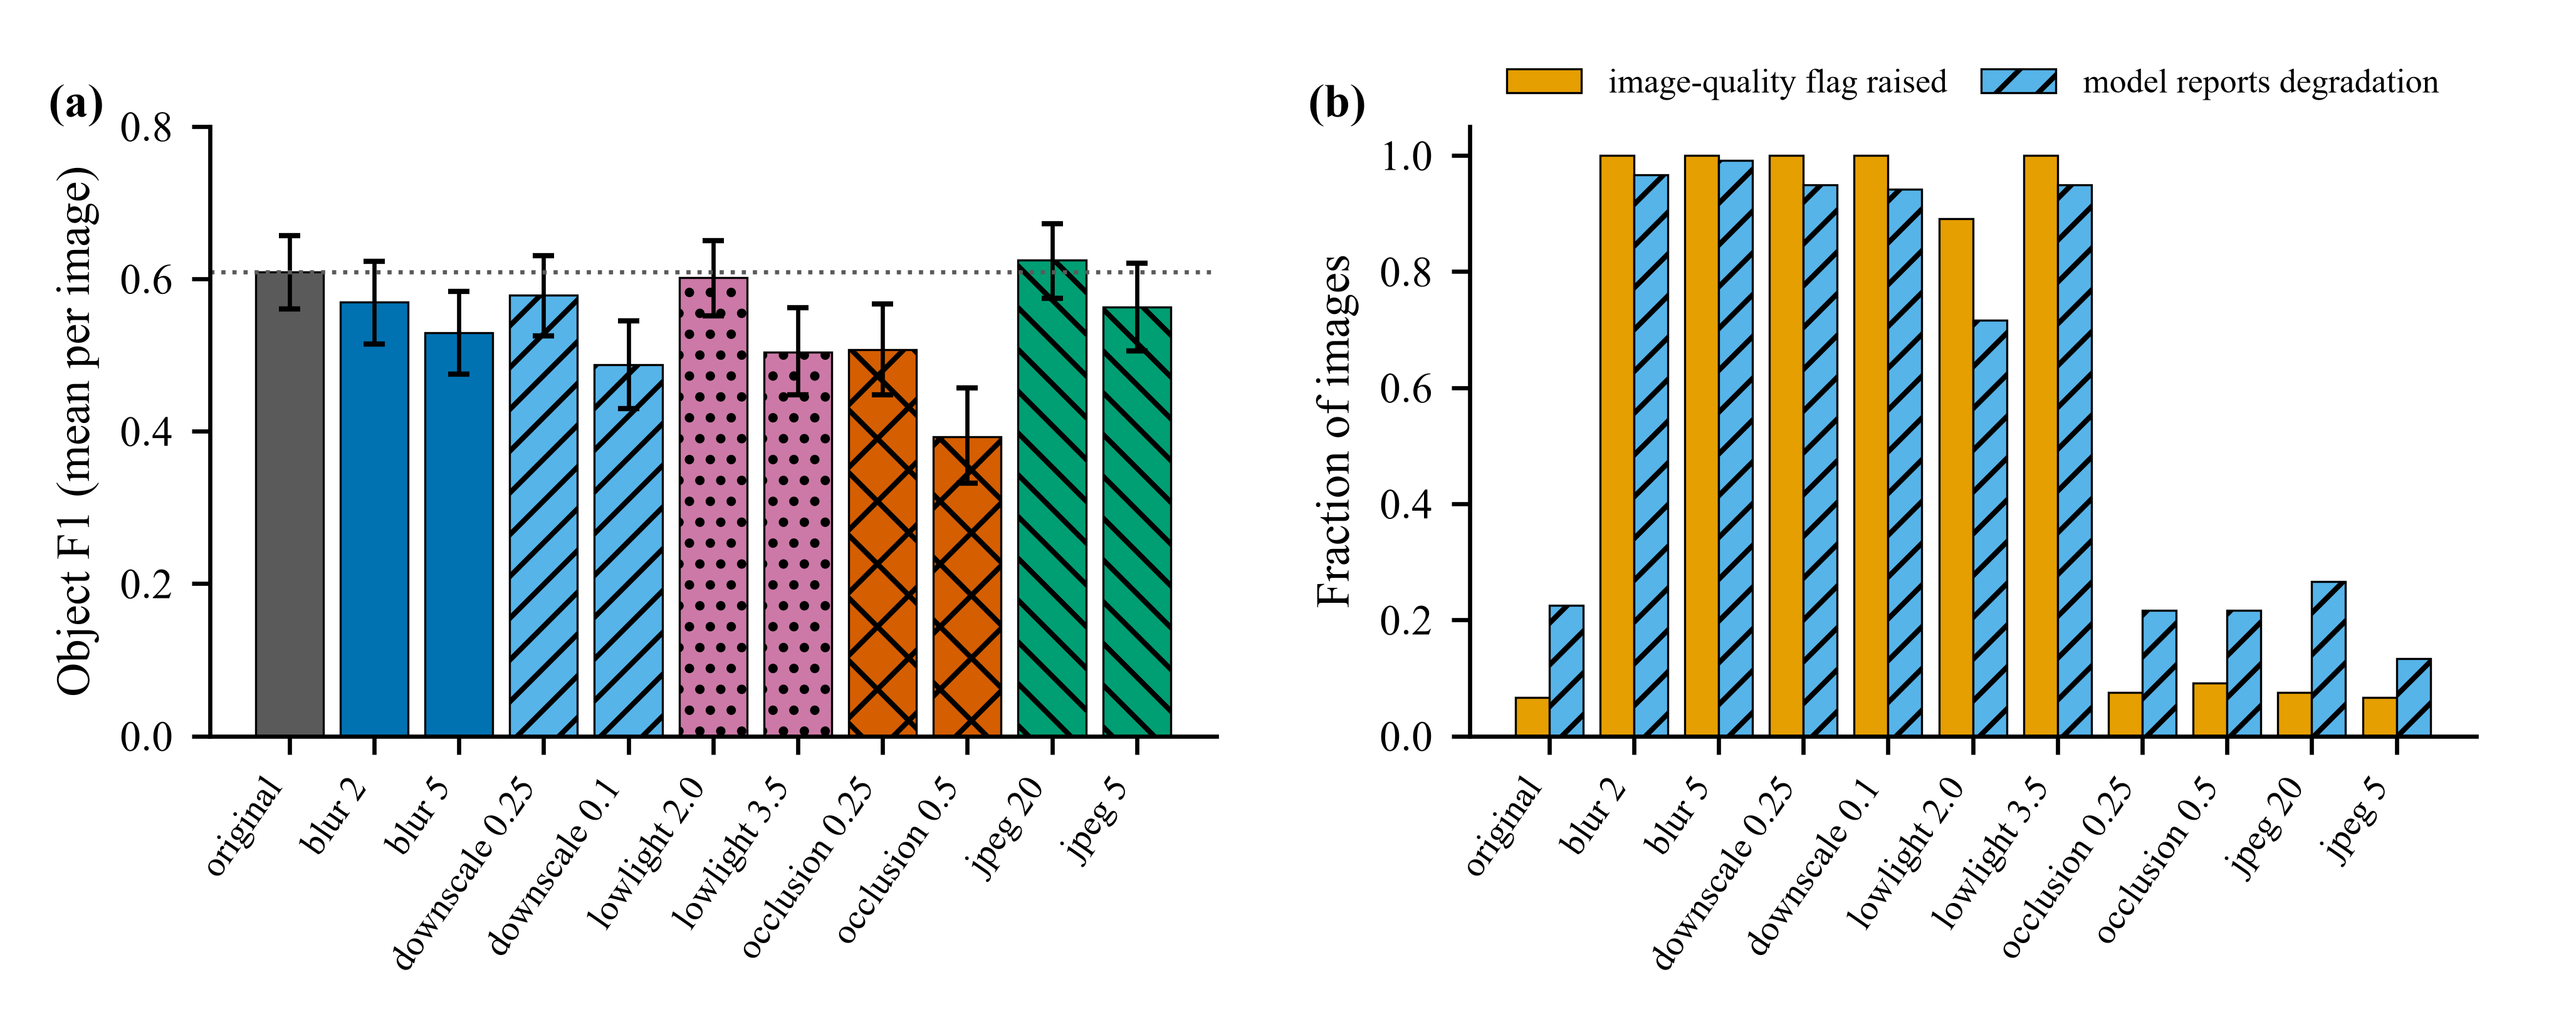 (a)
Object F1 (mean per image)
0.8
0.6
0.4
0.2
0.0
original
blur 2
blur 5
downscale 0.25
downscale 0.1
lowlight 2.0
lowlight 3.5
occlusion 0.25
occlusion 0.5
jpeg 20
jpeg 5
(b)
image-quality flag raised
model reports degradation
Fraction of images
1.0
0.8
0.6
0.4
0.2
0.0
original
blur 2
blur 5
downscale 0.25
downscale 0.1
lowlight 2.0
lowlight 3.5
occlusion 0.25
occlusion 0.5
jpeg 20
jpeg 5